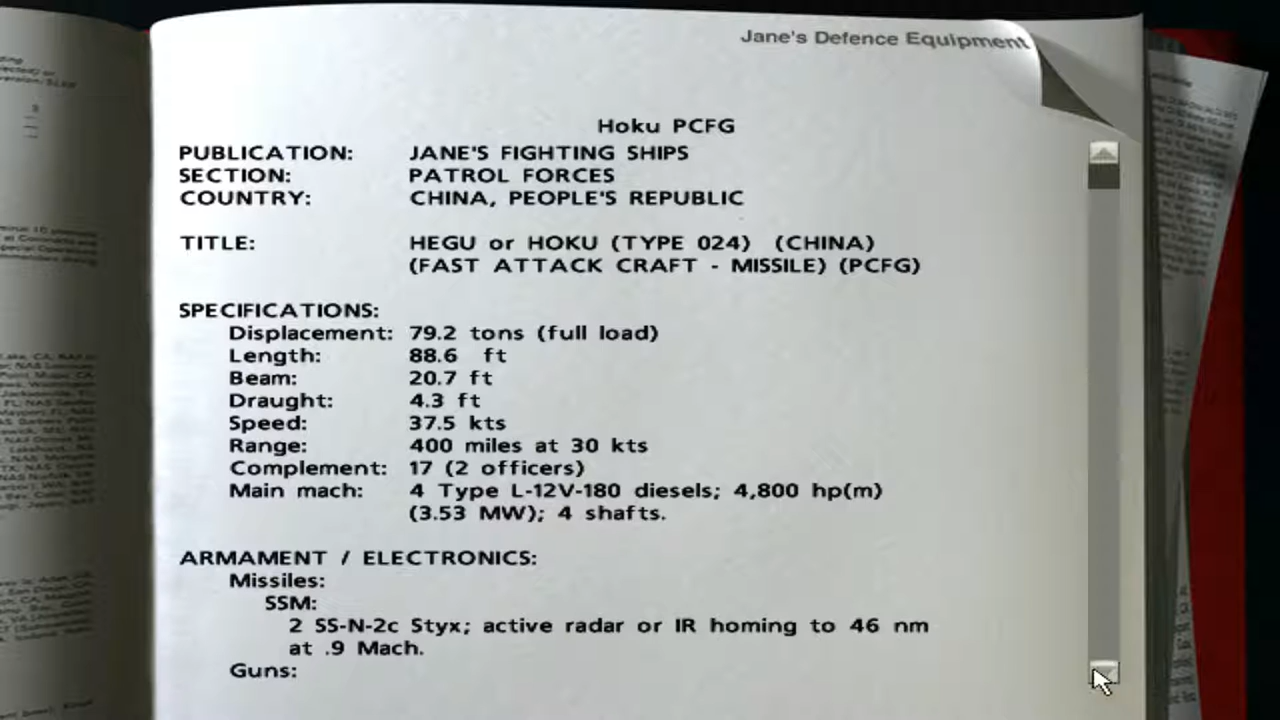 Jane's Defence Equipment
Hoku PCFG
PUBLICATION: JANE'S FIGHTING SHIPS
SECTION: PATROL FORCES
COUNTRY: CHINA, PEOPLE'S REPUBLIC
TITLE: HEGU or HOKU (TYPE 024) (CHINA)
(FAST ATTACK CRAFT - MISSILE) (PCFG)
SPECIFICATIONS:
Displacement: 79.2 tons (full load)
Length: 88.6 ft
Beam: 20.7 ft
Draught: 4.3 ft
Speed: 37.5 kts
Range: 400 miles at 30 kts
Complement: 17 (2 officers)
Main mach: 4 Type L-12V-180 diesels; 4,800 hp(m)
(3.53 MW); 4 shafts.
ARMAMENT / ELECTRONICS:
Missiles:
SSM:
2 SS-N-2c Styx; active radar or IR homing to 46 nm
at .9 Mach.
Guns: